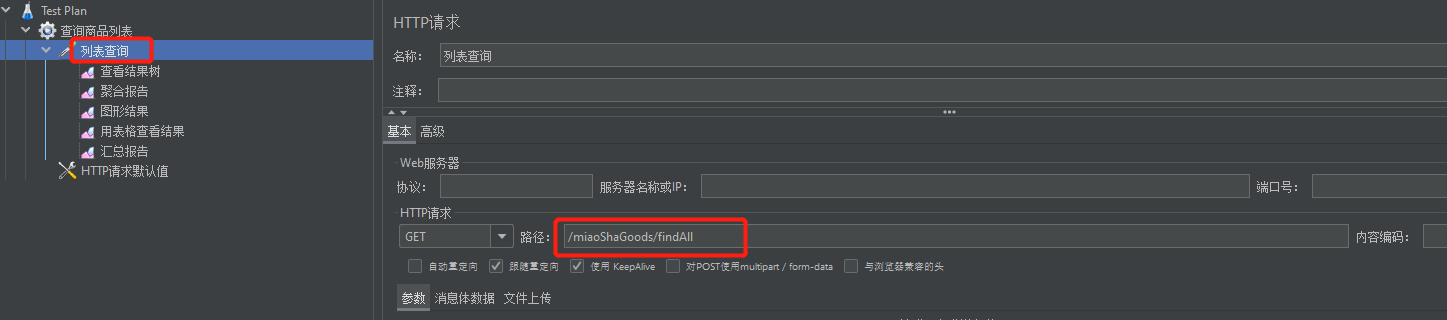 Test Plan
查询商品列表
列表查询
查看结果树
聚合报告
图形结果
用表格查看结果
汇总报告
HTTP请求默认值
HTTP请求
名称： 列表查询
注释：
基本 高级
Web服务器
协议： 服务器名称或IP： 端口号：
HTTP请求
GET 路径： /miaoShaGoods/findAll 内容编码：
自动重定向 跟随重定向 使用 KeepAlive 对POST使用multipart / form-data 与浏览器兼容的头
参数 消息体数据 文件上传